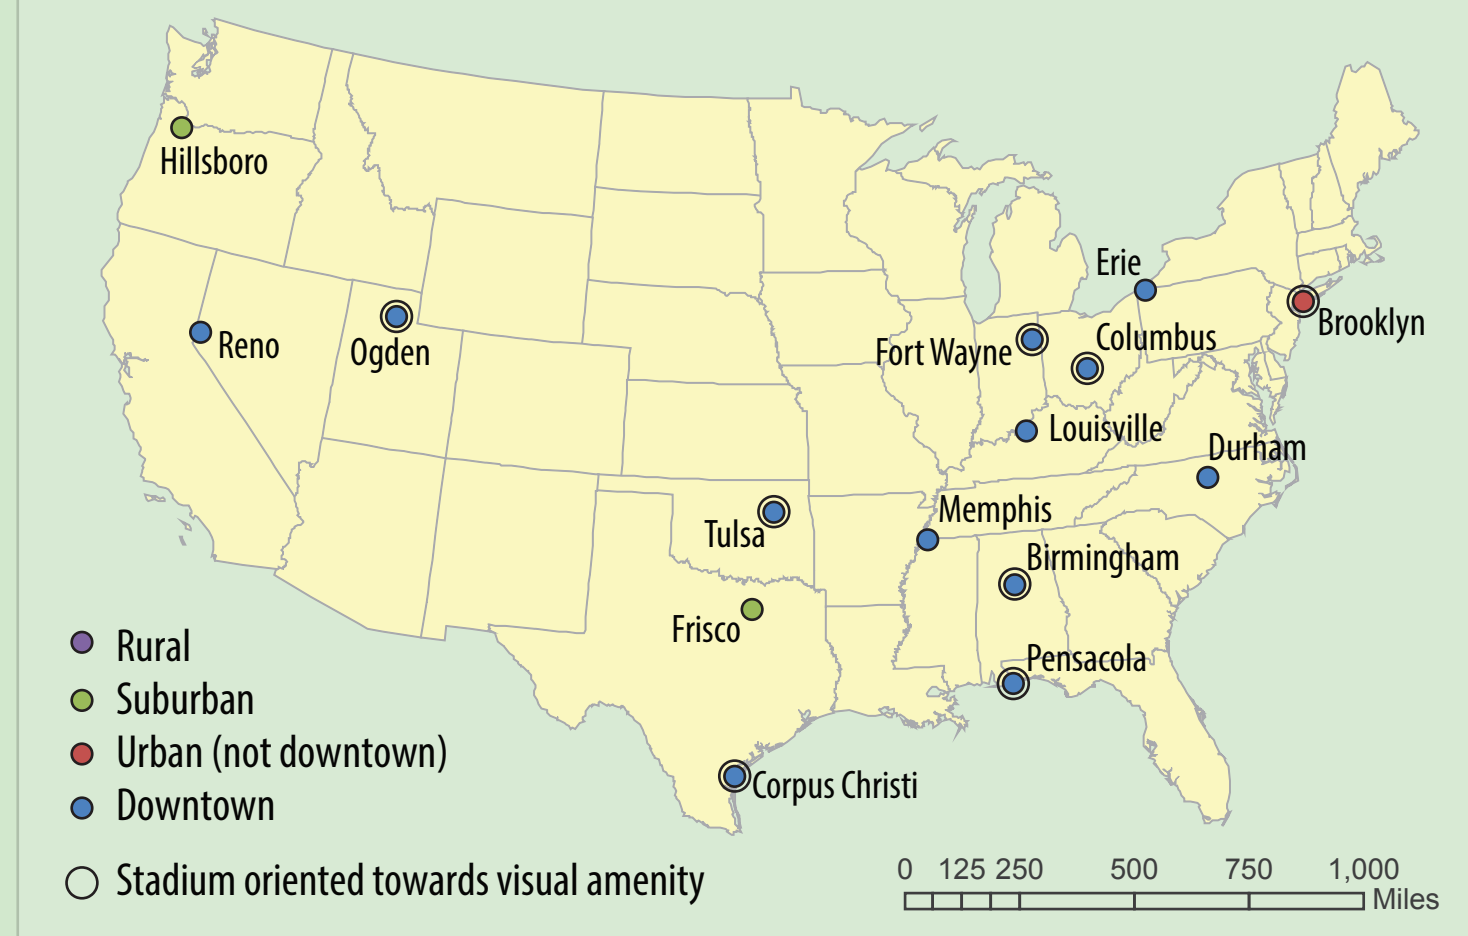 Hillsboro
Erie
Brooklyn
Reno
Ogden
Fort Wayne
Columbus
Louisville
Durham
Tulsa
Memphis
Birmingham
Frisco
Pensacola
Corpus Christi
Rural
Suburban
Urban (not downtown)
Downtown
Stadium oriented towards visual amenity
0 125 250 500 750 1,000
Miles